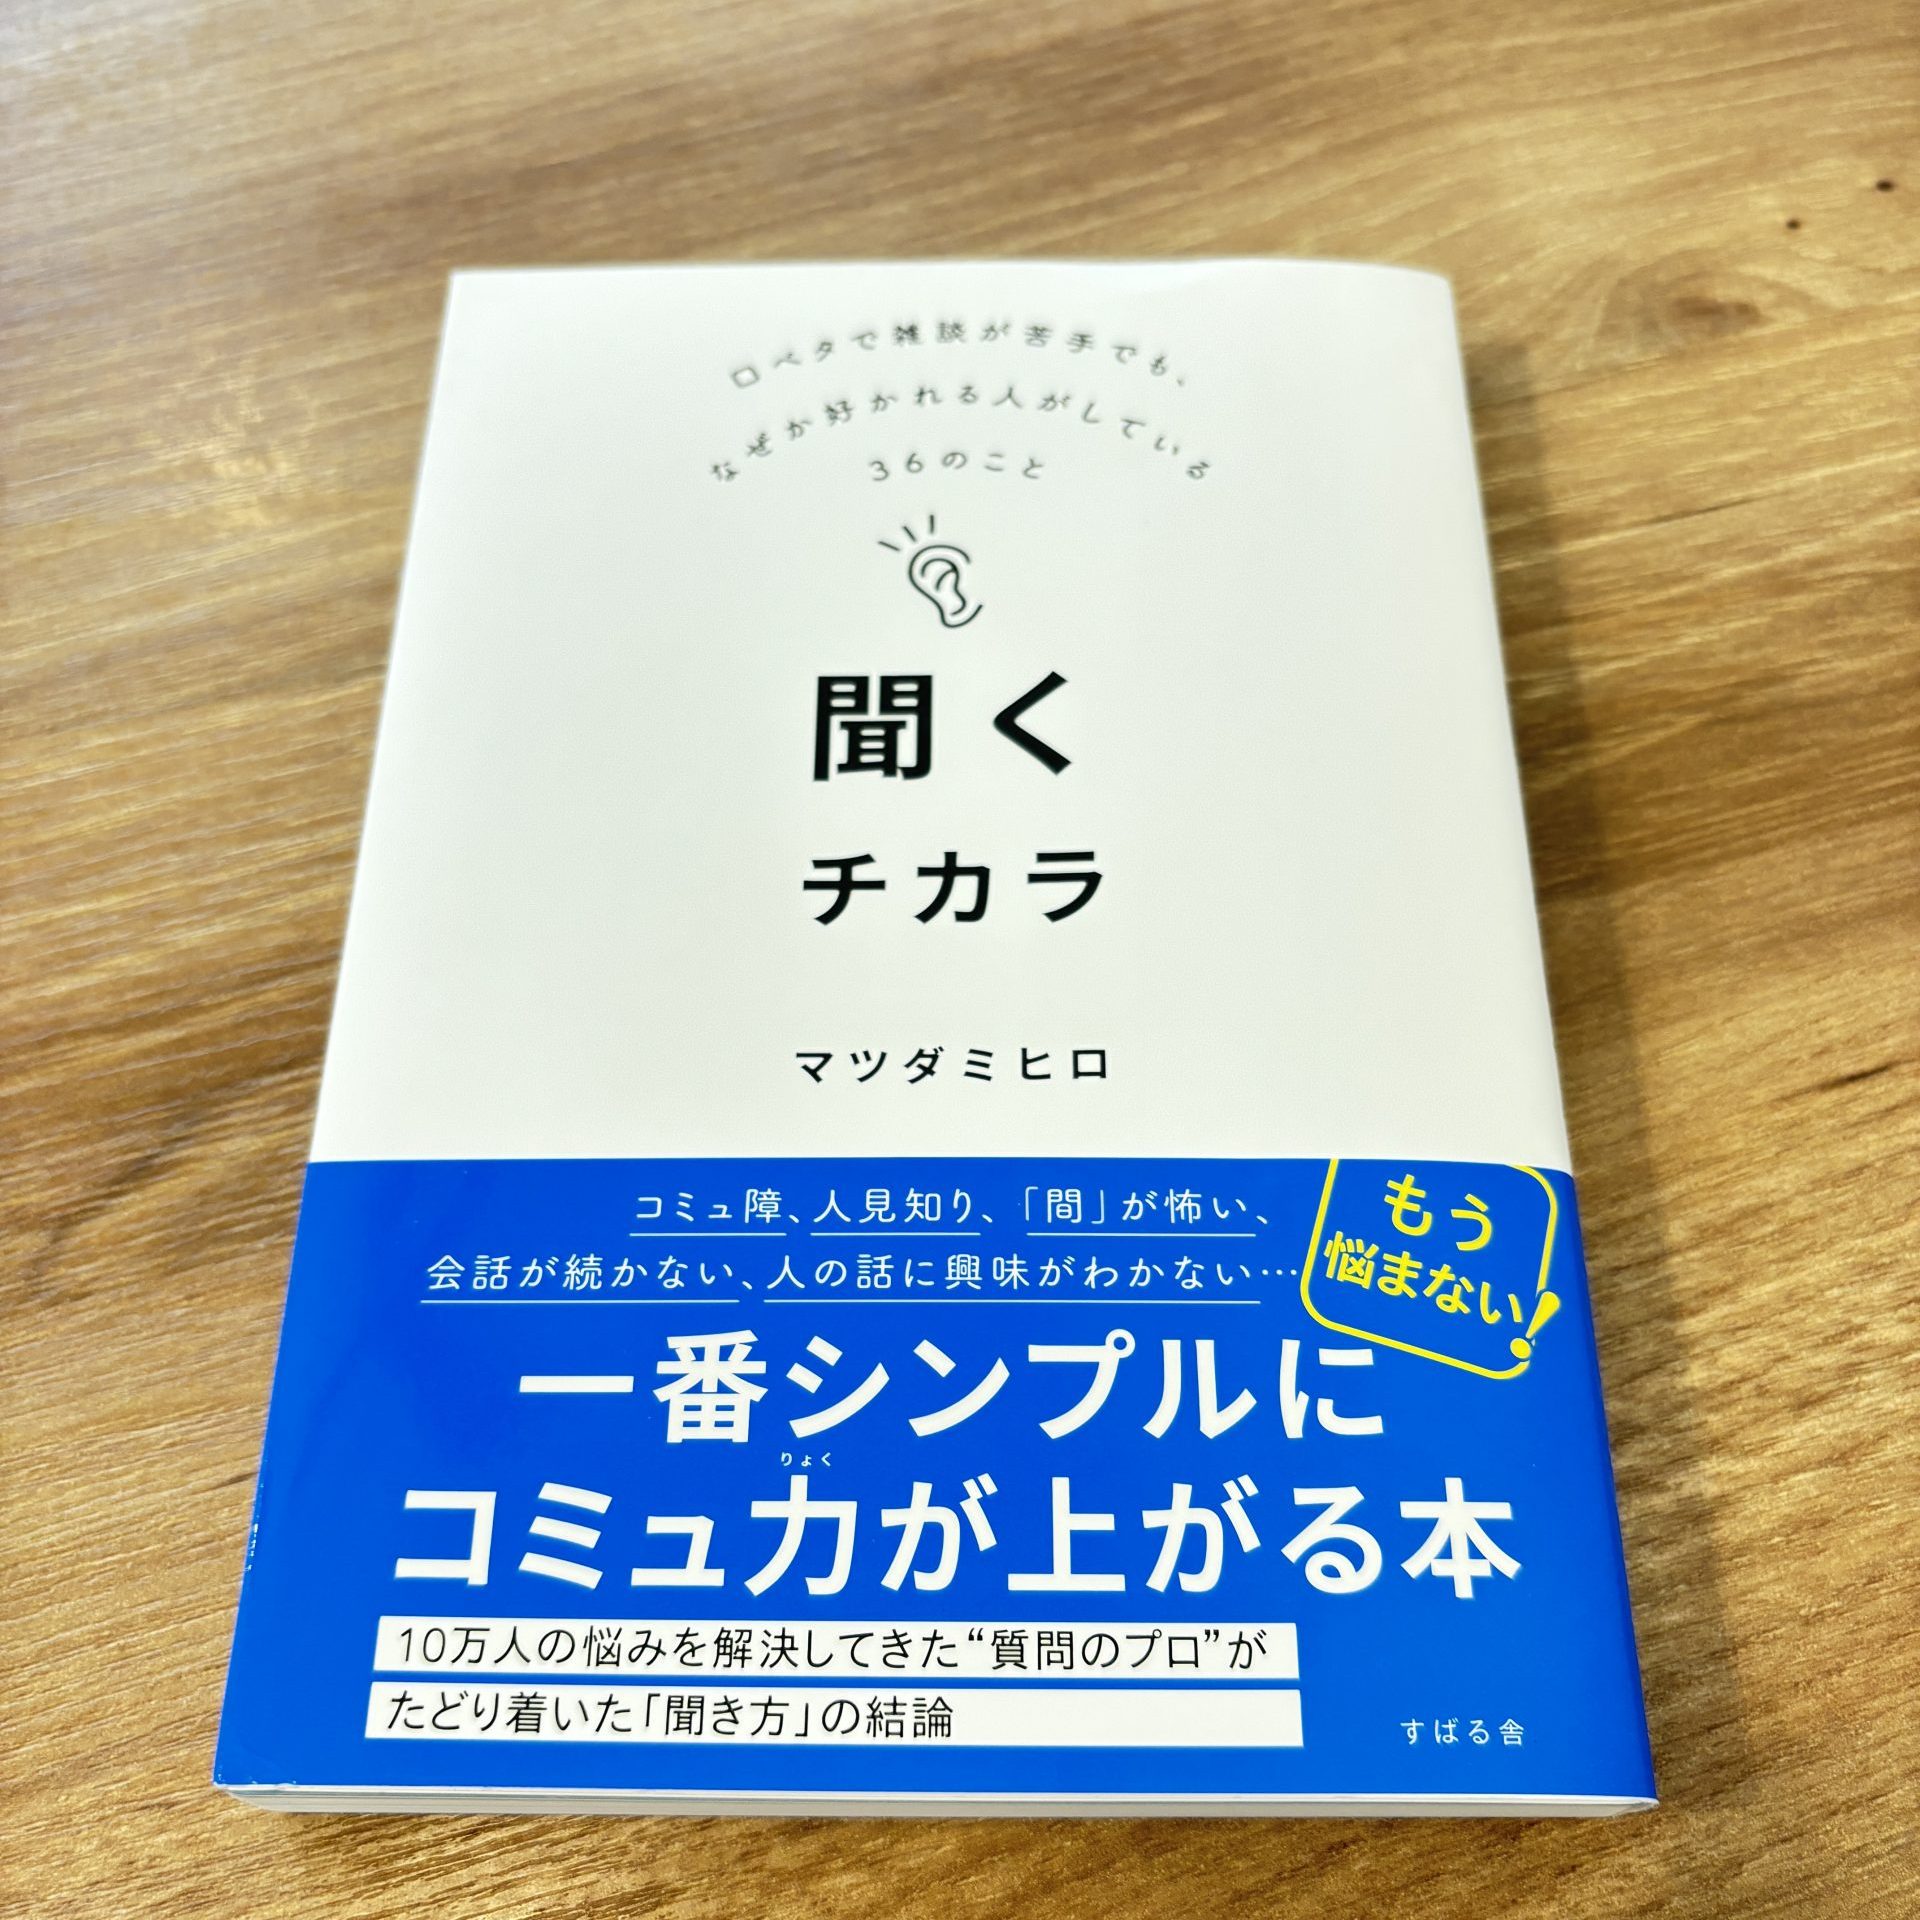 口ベタで雑談が苦手でも、
なぜか好かれる人がしている
36のこと
聞く
チカラ
マツダミヒロ
コミュ障、人見知り、「間」が怖い、
会話が続かない、人の話に興味がわかない…
もう
悩まない!
一番シンプルに
りょく
コミュ力が上がる本
10万人の悩みを解決してきた“質問のプロ”が
たどり着いた「聞き方」の結論
すばる舎